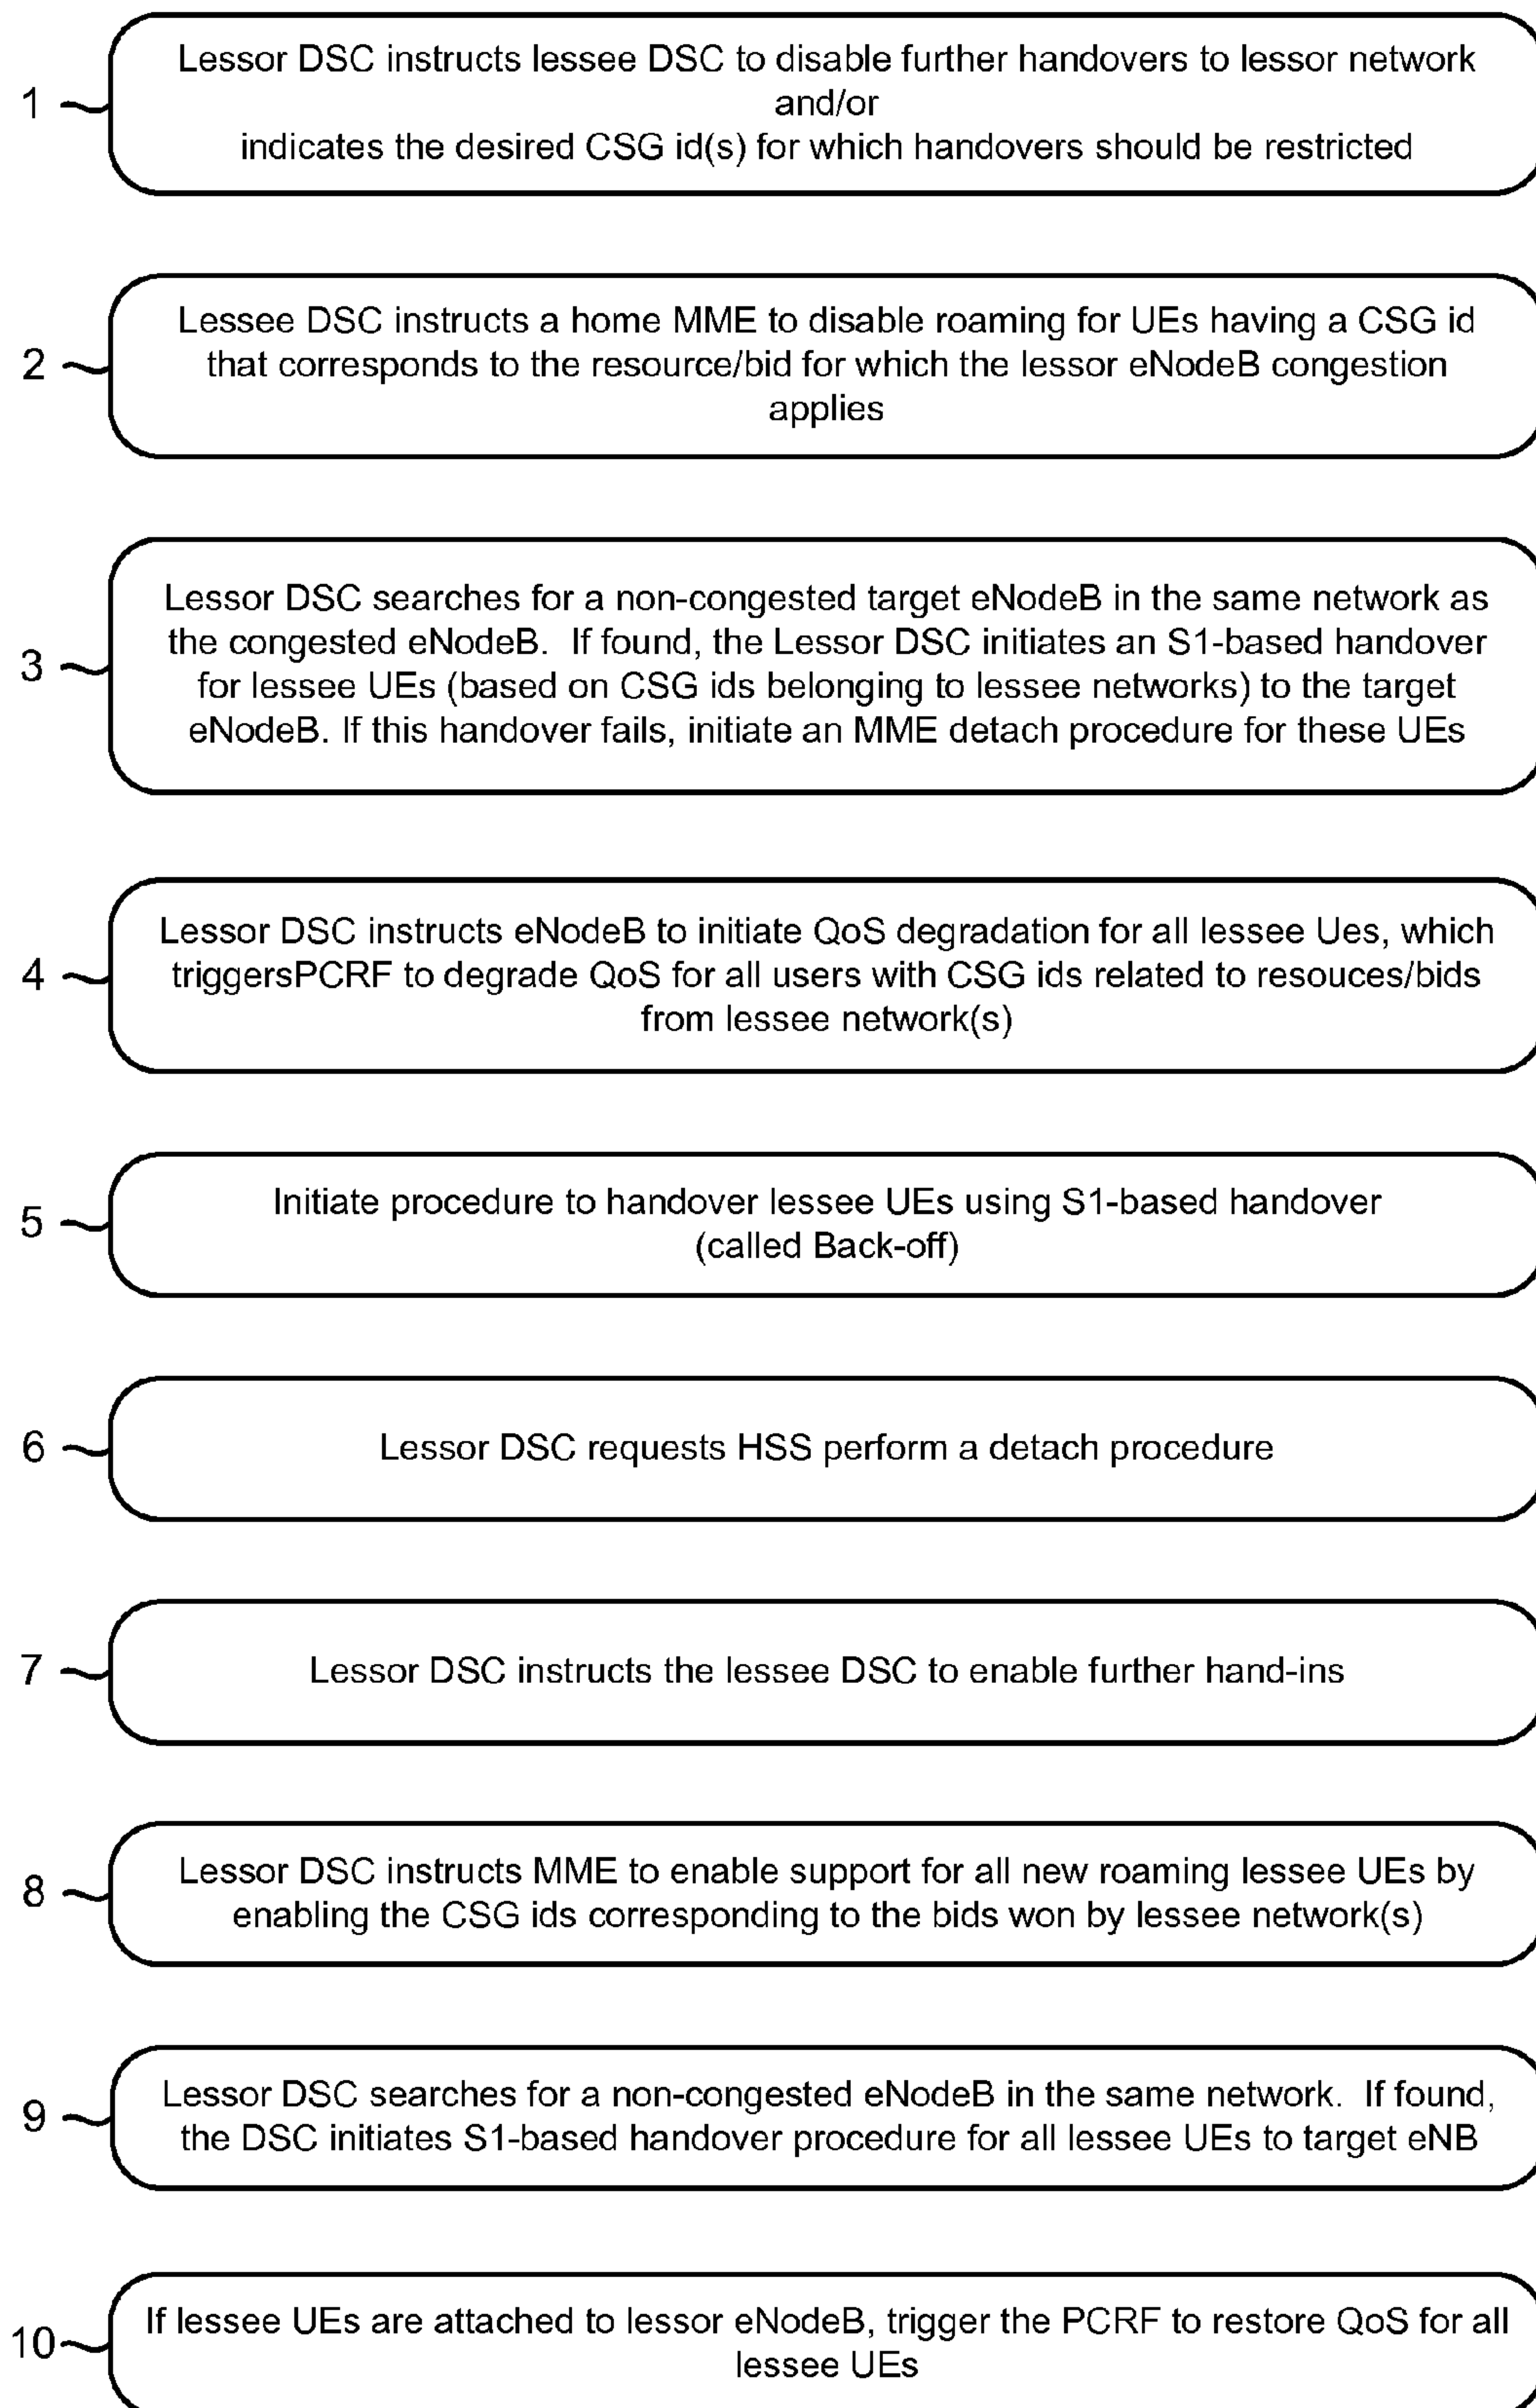 Lessor DSC instructs lessee DSC to disable further handovers to lessor network
and/or
1
indicates the desired CSG id(s) for which handovers should be restricted
Lessee DSC instructs a home MME to disable roaming for UEs having a CSG id
2
that corresponds to the resource/bid for which the lessor eNodeB congestion
applies
Lessor DSC searches for a non-congested target eNodeB in the same network as
the congested eNodeB. If found, the Lessor DSC initiates an S1-based handover
3
for lessee UEs (based on CSG ids belonging to lessee networks) to the target
eNodeB. If this handover fails, initiate an MME detach procedure for these UEs
Lessor DSC instructs eNodeB to initiate QoS degradation for all lessee Ues, which
4
triggersPCRF to degrade QoS for all users with CSG ids related to resouces/bids
from lessee network(s)
5
Initiate procedure to handover lessee UEs using S1-based handover
(called Back-off)
6
Lessor DSC requests HSS perform a detach procedure
7
Lessor DSC instructs the lessee DSC to enable further hand-ins
8
Lessor DSC instructs MME to enable support for all new roaming lessee UEs by
enabling the CSG ids corresponding to the bids won by lessee network(s)
9
Lessor DSC searches for a non-congested eNodeB in the same network. If found,
the DSC initiates S1-based handover procedure for all lessee UEs to target eNB
10
If lessee UEs are attached to lessor eNodeB, trigger the PCRF to restore QoS for all
lessee UEs